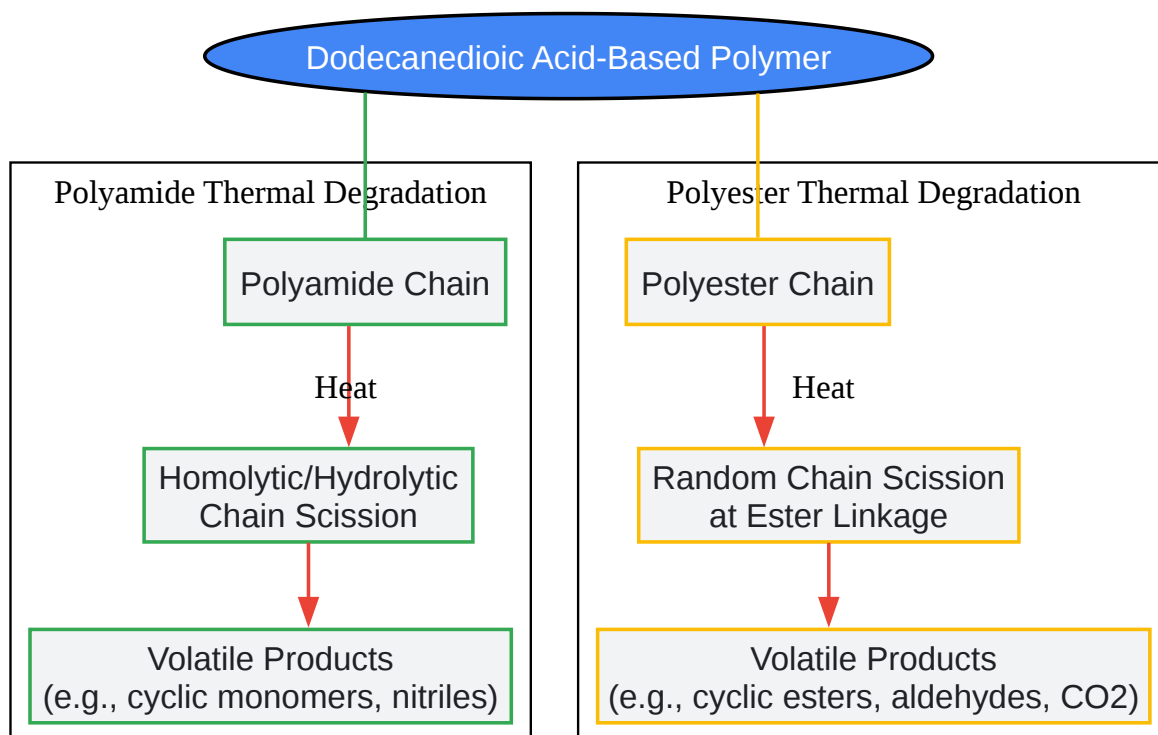 Dodecanedioic Acid-Based Polymer
Polyamide Thermal Degradation
Polyamide Chain
Heat
Homolytic/Hydrolytic
Chain Scission
Volatile Products
(e.g., cyclic monomers, nitriles)
Polyester Thermal Degradation
Polyester Chain
Heat
Random Chain Scission
at Ester Linkage
Volatile Products
(e.g., cyclic esters, aldehydes, CO2)